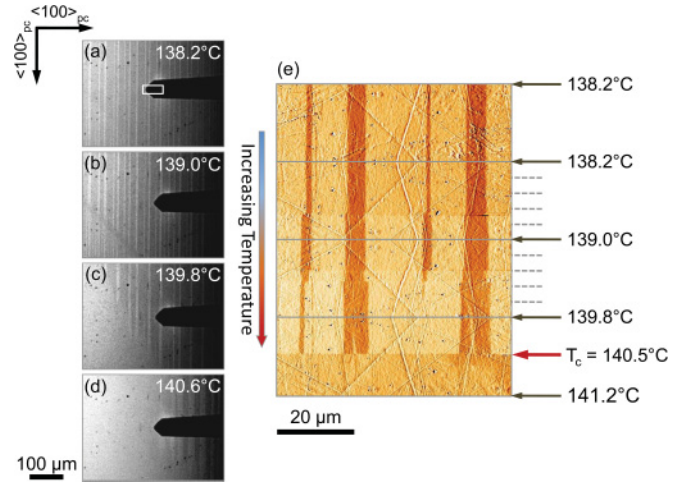 <100>pc
<100>pc
(a) 138.2°C
(b) 139.0°C
(c) 139.8°C
(d) 140.6°C
100 µm
(e)
Increasing Temperature
138.2°C
138.2°C
139.0°C
139.8°C
Tc = 140.5°C
141.2°C
20 µm